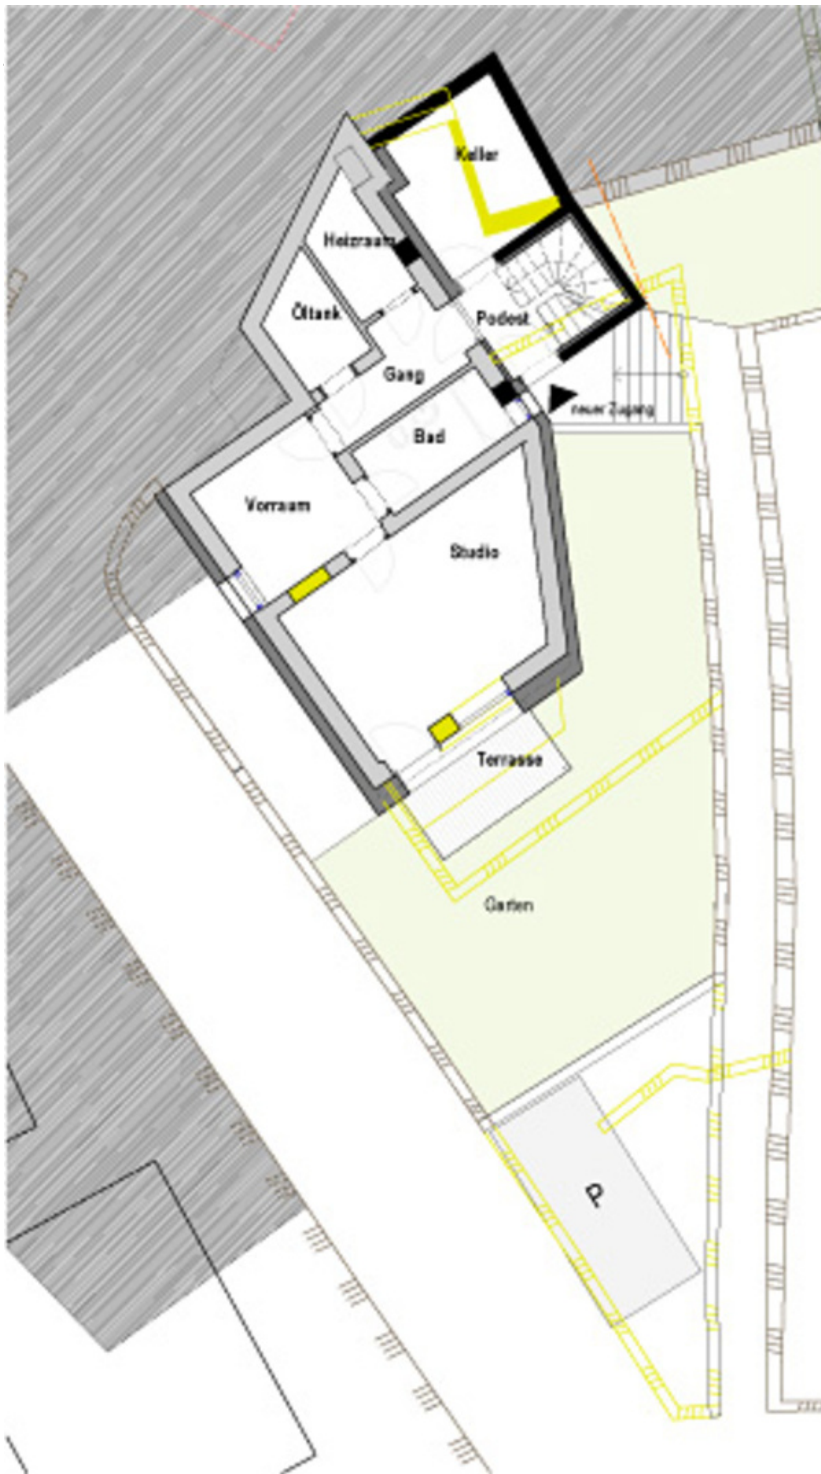 Keller
Heizraum
Öltank
Podest
Gang
neuer Zugang
Bad
Vorraum
Studio
Terrasse
Garten
P